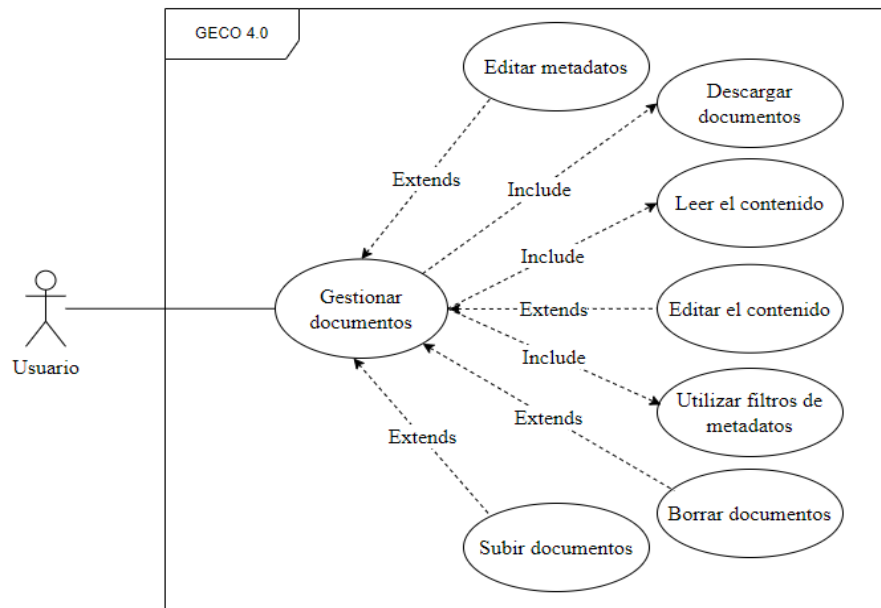 GECO 4.0
Editar metadatos
Descargar
documentos
Extends
Include
Leer el contenido
Include
Gestionar
documentos
Extends
Editar el contenido
Usuario
Include
Utilizar filtros de
metadatos
Extends
Extends
Borrar documentos
Subir documentos